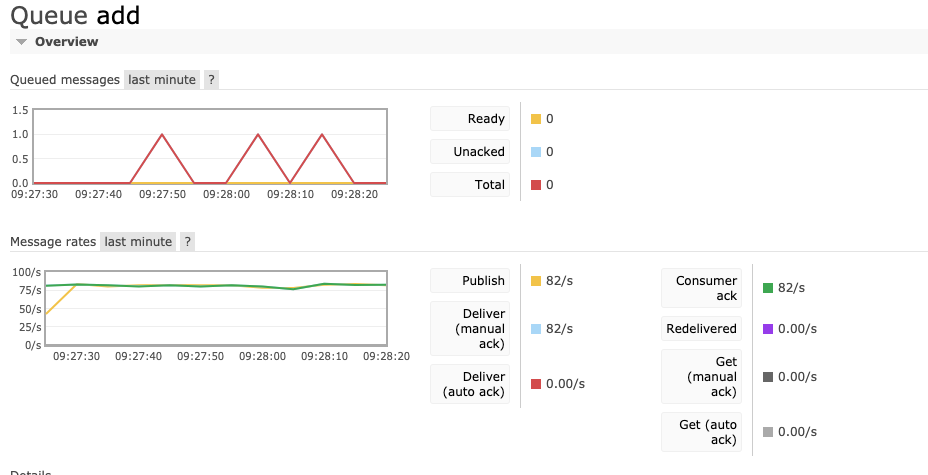 Queue add
Overview
Queued messages last minute ?
1.5
1.0
0.5
0.0
09:27:30 09:27:40 09:27:50 09:28:00 09:28:10 09:28:20
Ready 0
Unacked 0
Total 0
Message rates last minute ?
100/s
75/s
50/s
25/s
0/s
09:27:30 09:27:40 09:27:50 09:28:00 09:28:10 09:28:20
Publish 82/s
Deliver
(manual 82/s
ack)
Deliver
(auto ack) 0.00/s
Consumer
ack 82/s
Redelivered 0.00/s
Get
(manual 0.00/s
ack)
Get (auto
ack) 0.00/s
Details